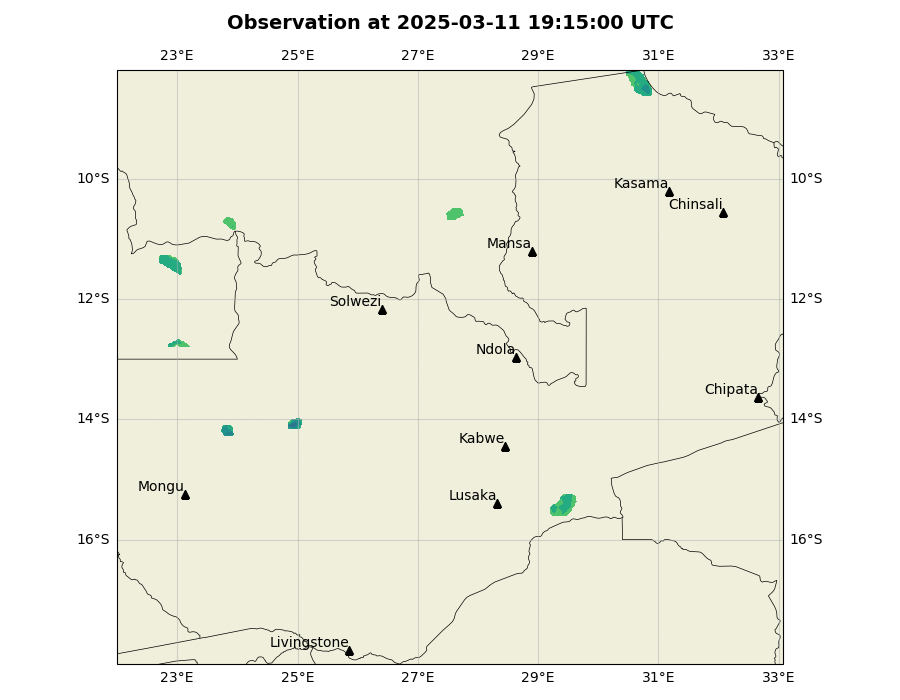 Observation at 2025-03-11 19:15:00 UTC
23°E 25°E 27°E 29°E 31°E 33°E
10°S 10°S
Kasama
Chinsali
Mansa
12°S 12°S
Solwezi
Ndola
Chipata
14°S 14°S
Kabwe
Mongu
Lusaka
16°S 16°S
Livingstone
23°E 25°E 27°E 29°E 31°E 33°E